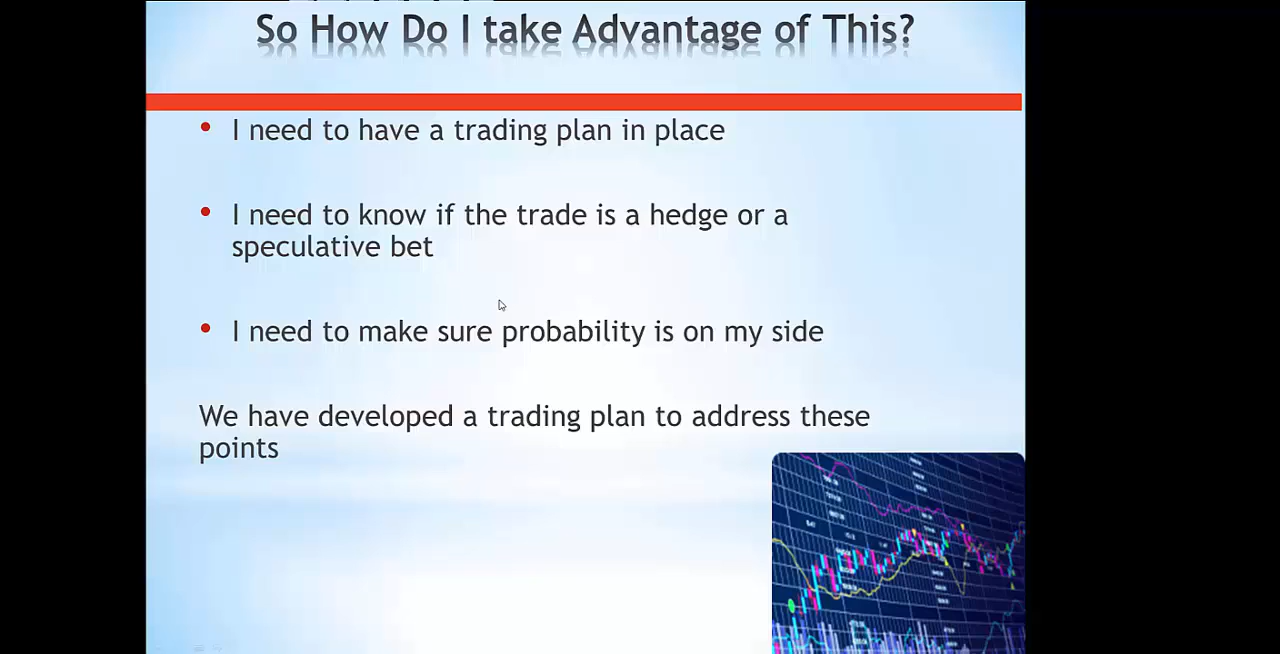 So How Do I take Advantage of This?
• I need to have a trading plan in place
• I need to know if the trade is a hedge or a
speculative bet
• I need to make sure probability is on my side
We have developed a trading plan to address these
points